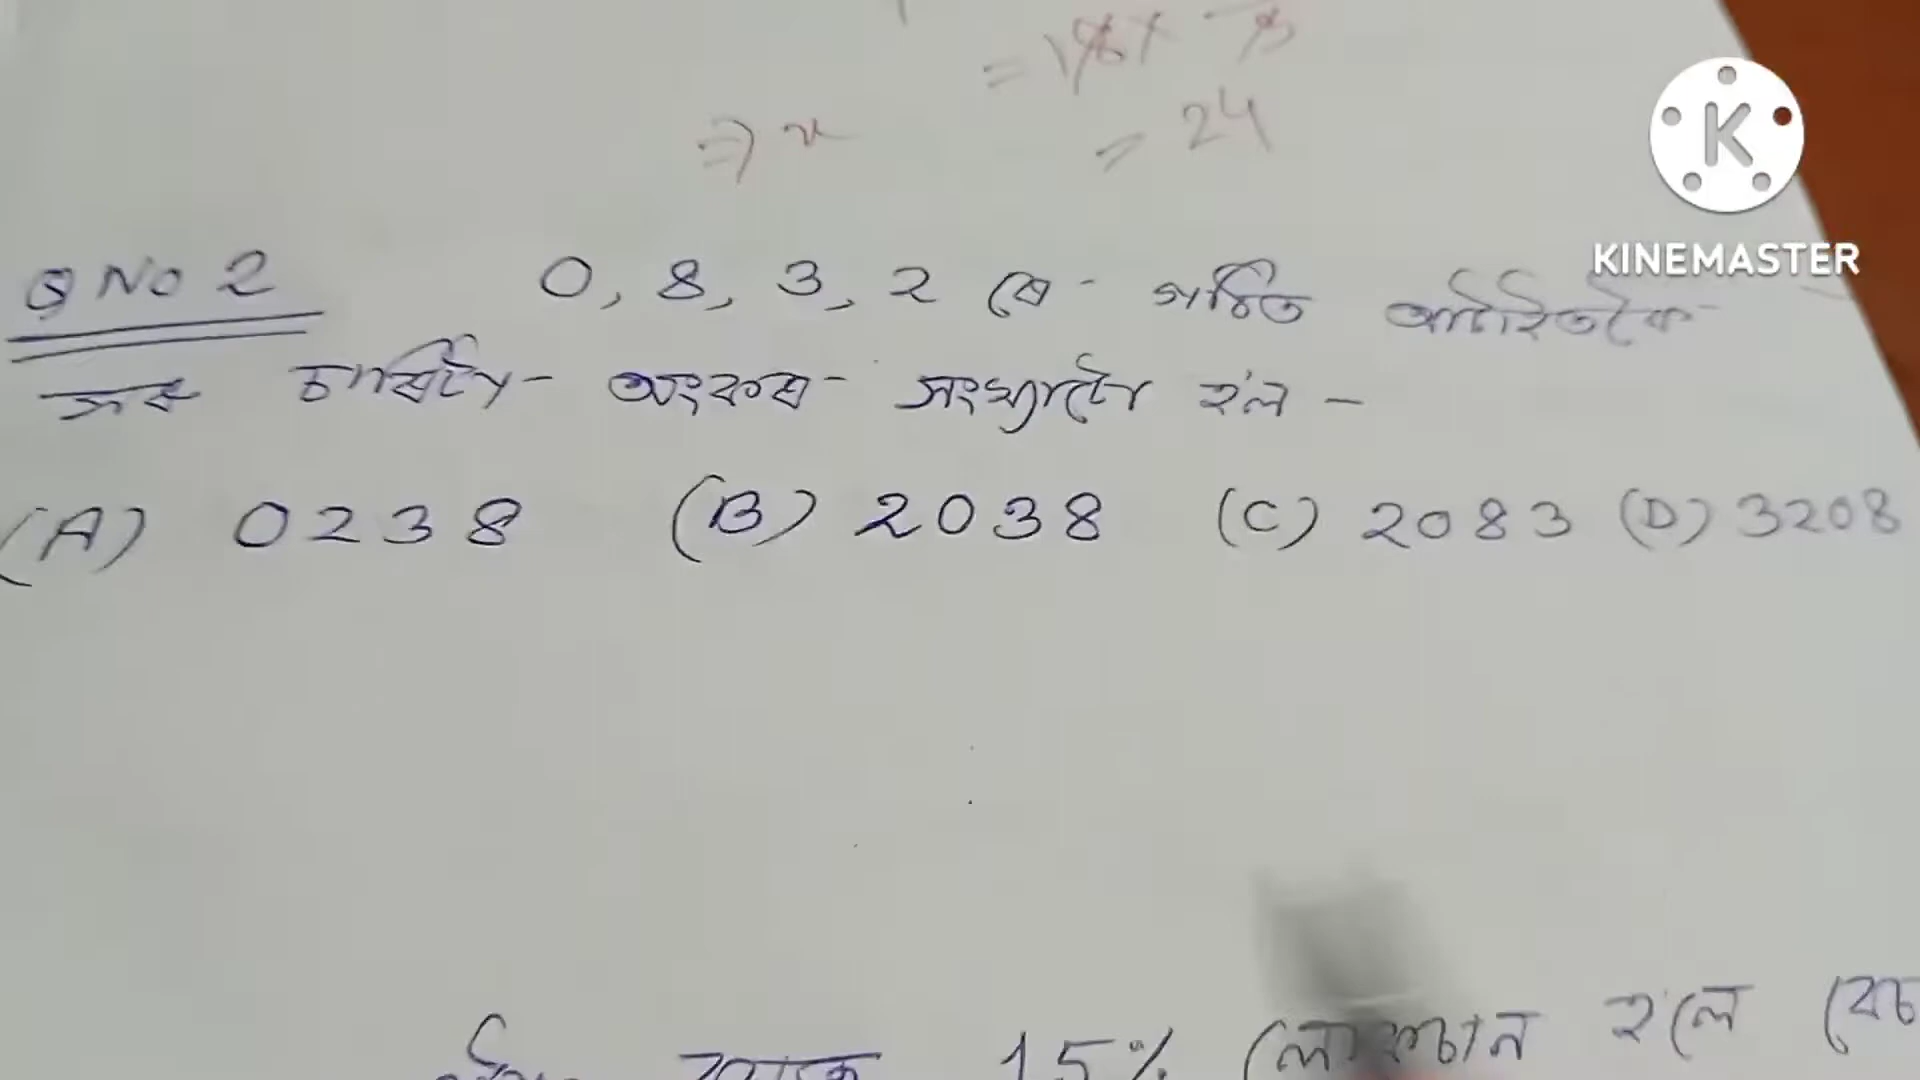 = 24
⇒ x
KINEMASTER
Q NO 2 0, 8, 3, 2 ৰে গঠিত আটাইতকৈ
সৰু চাৰিটা অংকৰ সংখ্যাটো হ'ল -
(A) 0238 (B) 2038 (C) 2083 (D) 3208
15% লোকচান হ'লে